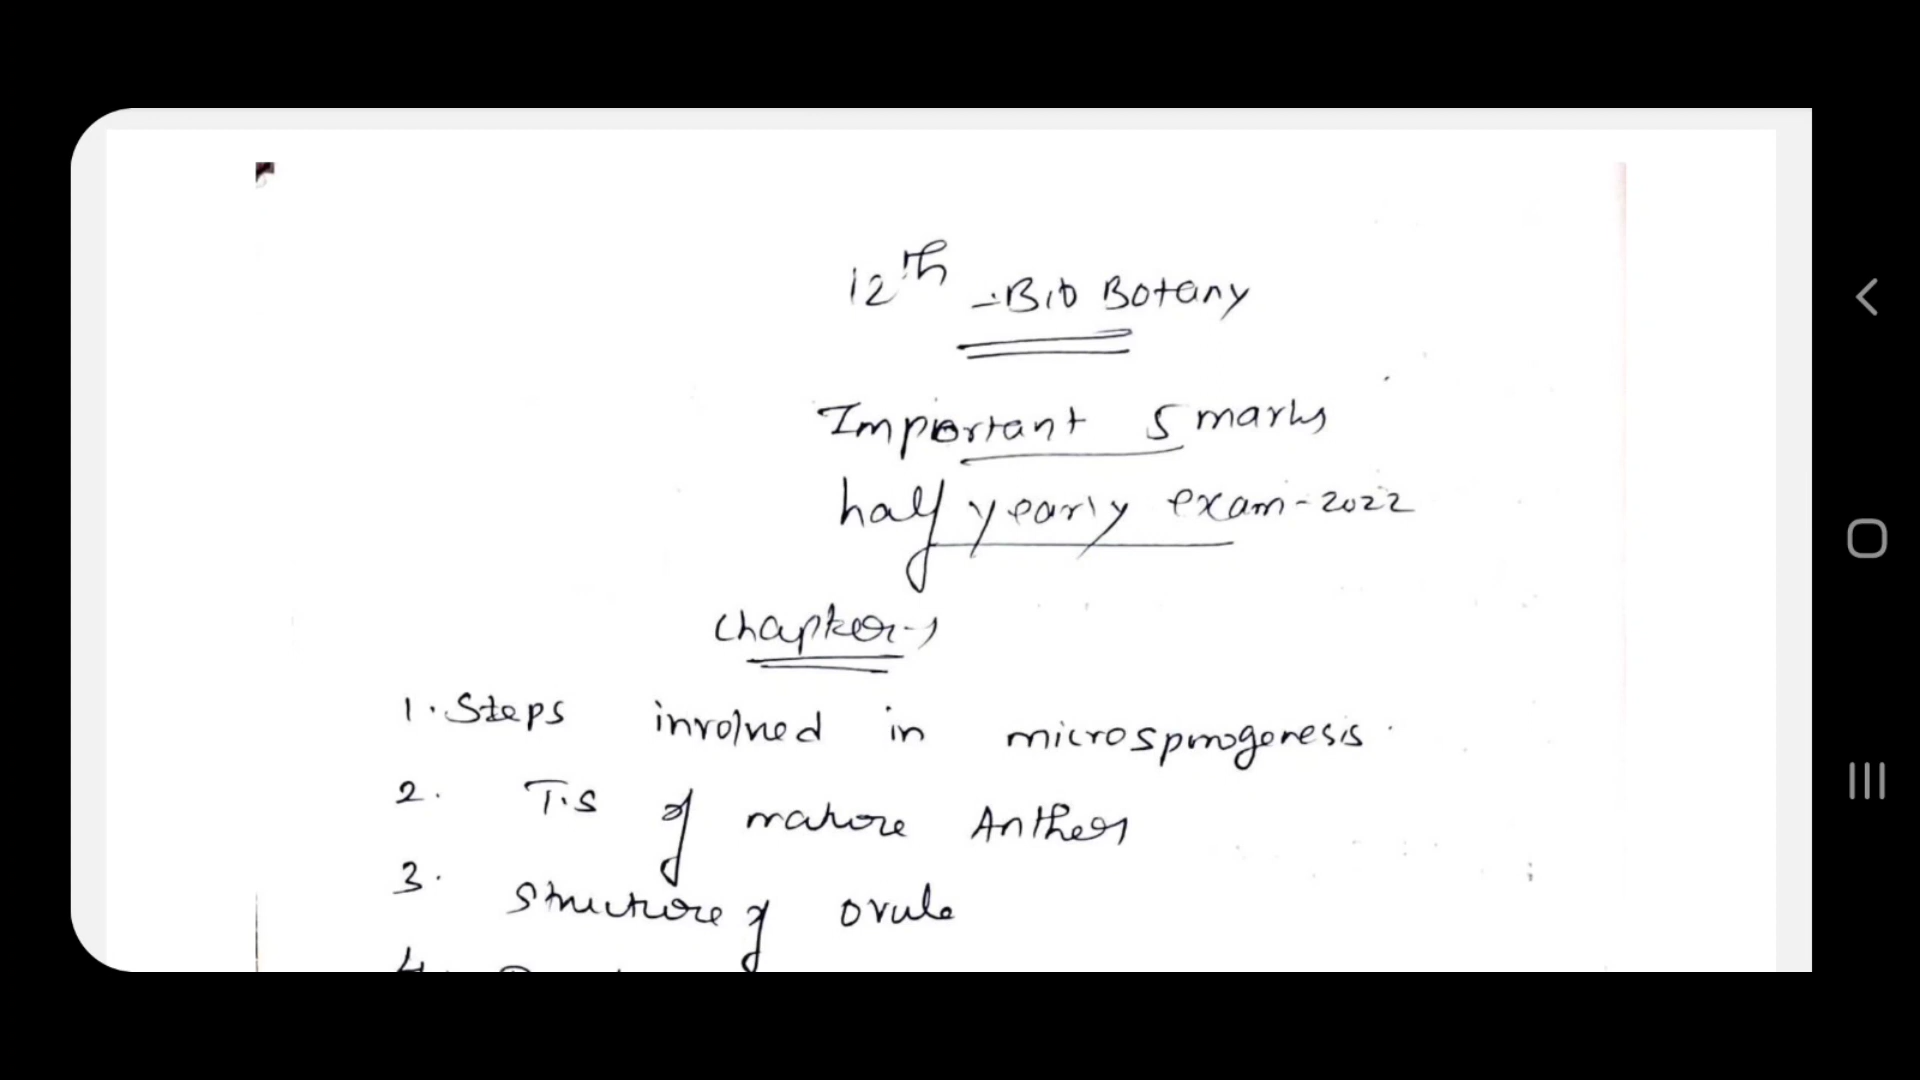 12th - Bio Botany
Important 5 marks
half yearly exam - 2022
Chapter - 1
1. Steps involved in microsporogenesis.
2. T.S of mature Anther
3. Structure of ovule
4.